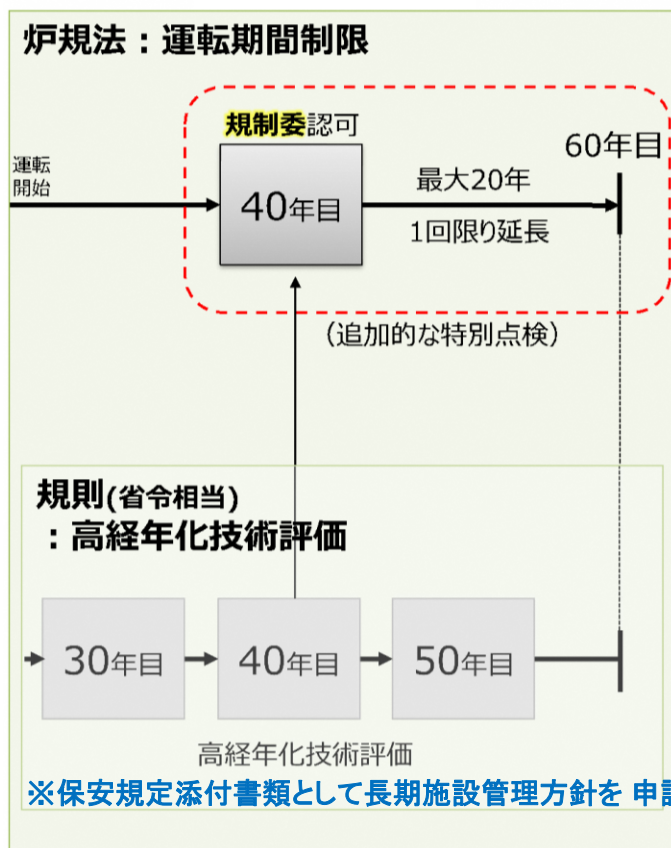 炉規法：運転期間制限
規制委認可
60年目
運転
開始
40年目
最大20年
1回限り延長
（追加的な特別点検）
規則(省令相当)
：高経年化技術評価
30年目
40年目
50年目
高経年化技術評価
※保安規定添付書類として長期施設管理方針を 申